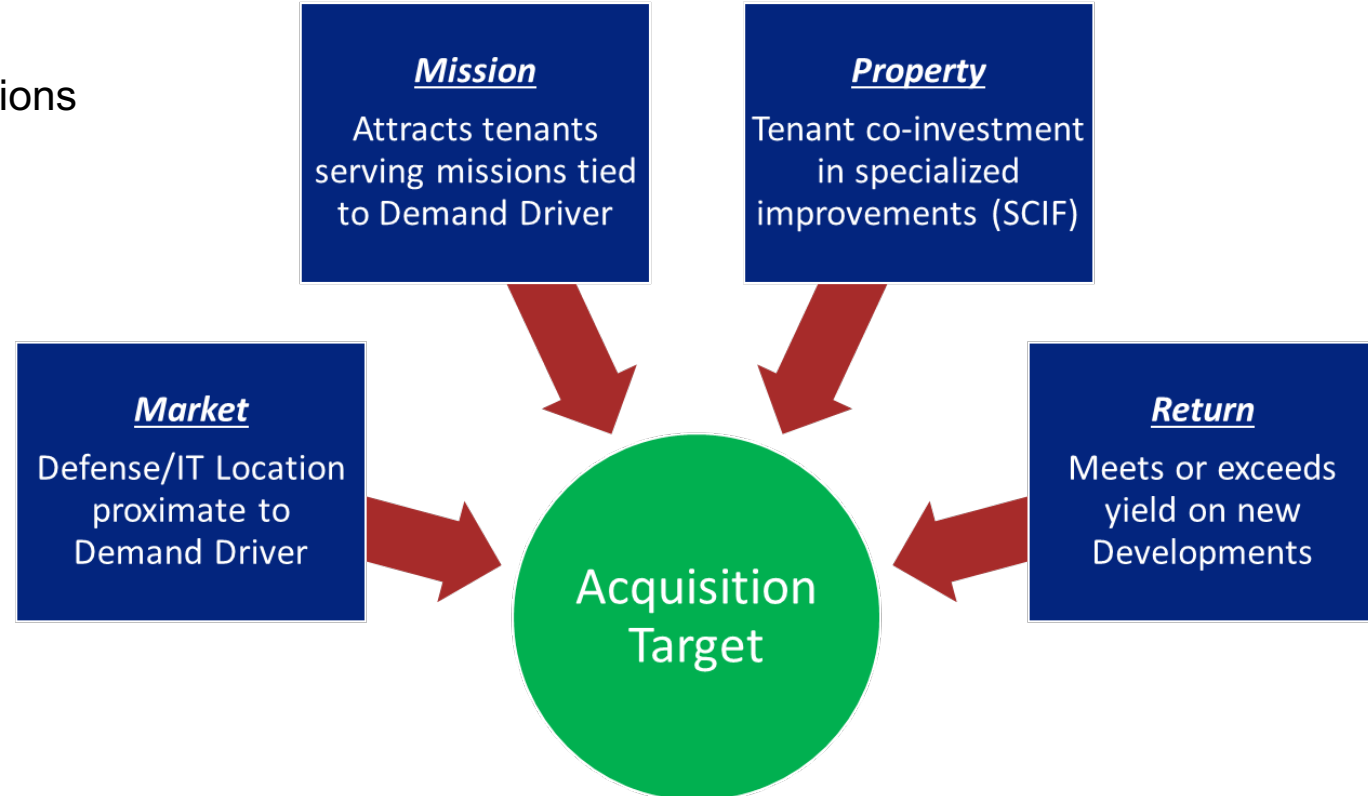 ions
Mission
Attracts tenants
serving missions tied
to Demand Driver
Property
Tenant co-investment
in specialized
improvements (SCIF)
Market
Defense/IT Location
proximate to
Demand Driver
Return
Meets or exceeds
yield on new
Developments
Acquisition
Target